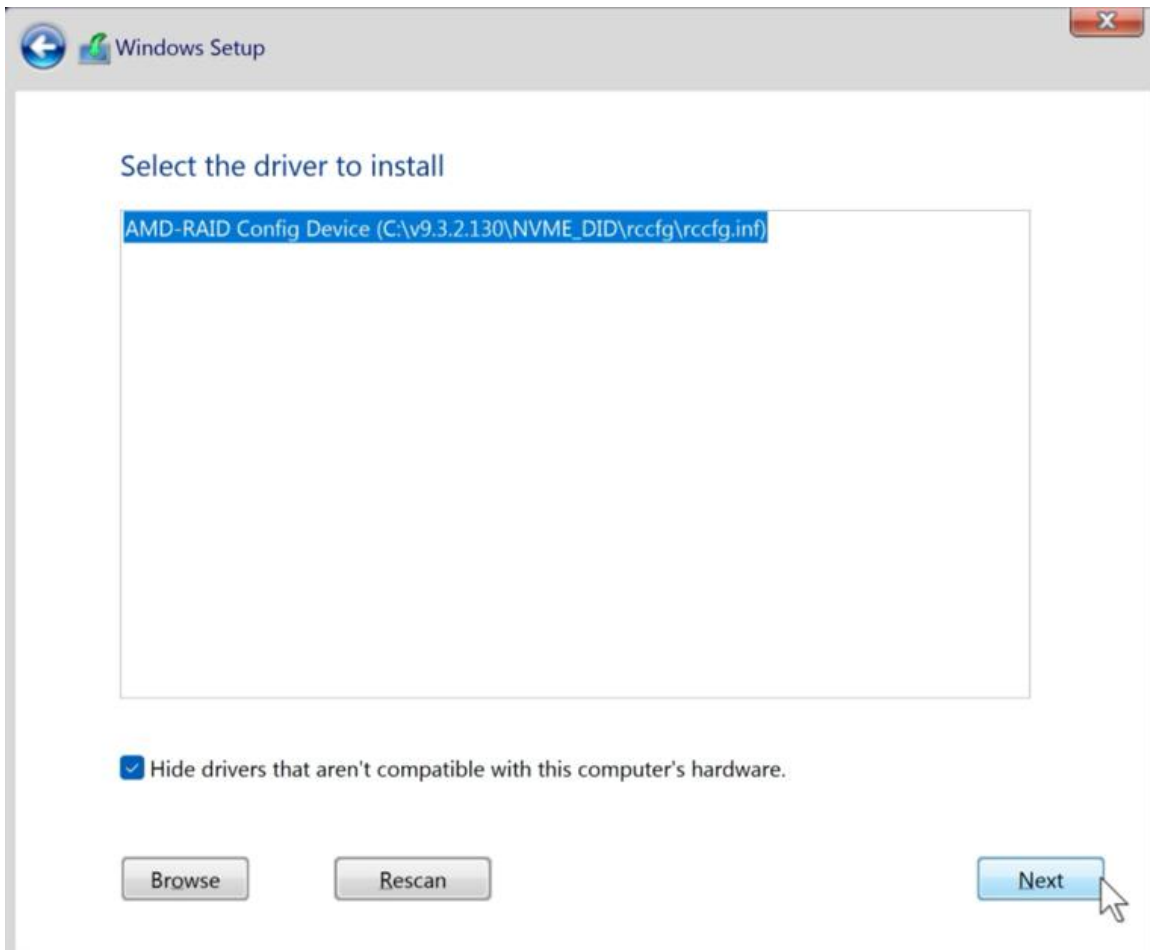 Windows Setup
Select the driver to install
AMD-RAID Config Device (C:\v9.3.2.130\NVME_DID\rccfg\rccfg.inf)
Hide drivers that aren't compatible with this computer's hardware.
Browse
Rescan
Next